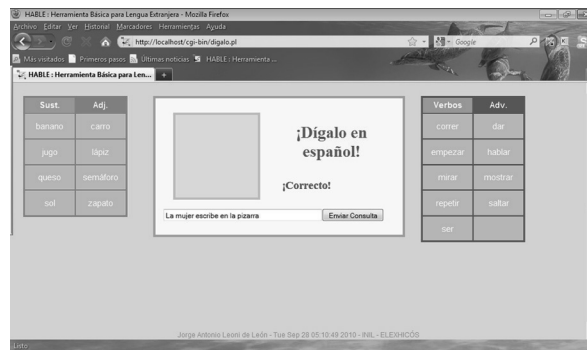 HABLE : Herramienta Básica para Lengua Extranjera - Mozilla Firefox
Archivo Editar Ver Historial Marcadores Herramientas Ayuda
http://localhost/cgi-bin/digalo.pl
Google
Más visitados Primeros pasos Últimas noticias HABLE : Herramienta ...
HABLE : Herramienta Básica para Len...
Sust. Adj.
banano carro
jugo lápiz
queso semáforo
sol zapato
¡Dígalo en
español!
¡Correcto!
La mujer escribe en la pizarra
Enviar Consulta
Verbos Adv.
correr dar
empezar hablar
mirar mostrar
repetir saltar
ser
Jorge Antonio Leoni de León - Tue Sep 28 05:10:49 2010 - INIL - ELEXHICÓS
Listo